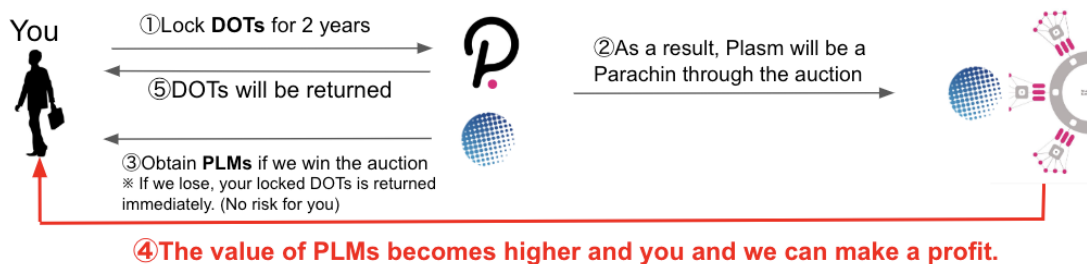 You
①Lock DOTs for 2 years
⑤DOTs will be returned
②As a result, Plasm will be a
Parachin through the auction
③Obtain PLMs if we win the auction
※ If we lose, your locked DOTs is returned
immediately. (No risk for you)
④The value of PLMs becomes higher and you and we can make a profit.